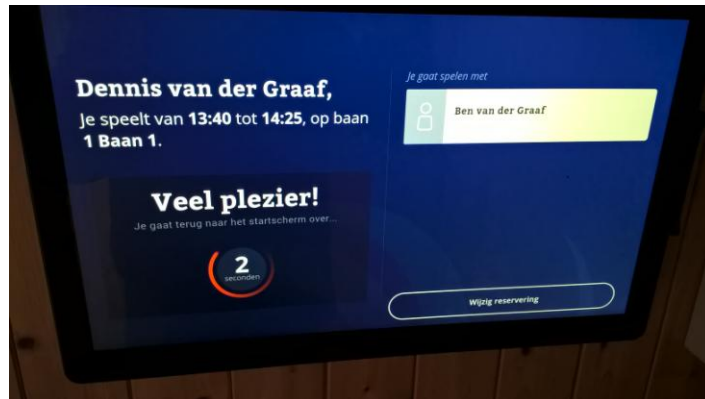 Dennis van der Graaf,
Je speelt van 13:40 tot 14:25, op baan
1 Baan 1.
Veel plezier!
Je gaat terug naar het startscherm over...
2
seconden
Je gaat spelen met
Ben van der Graaf
Wijzig reservering